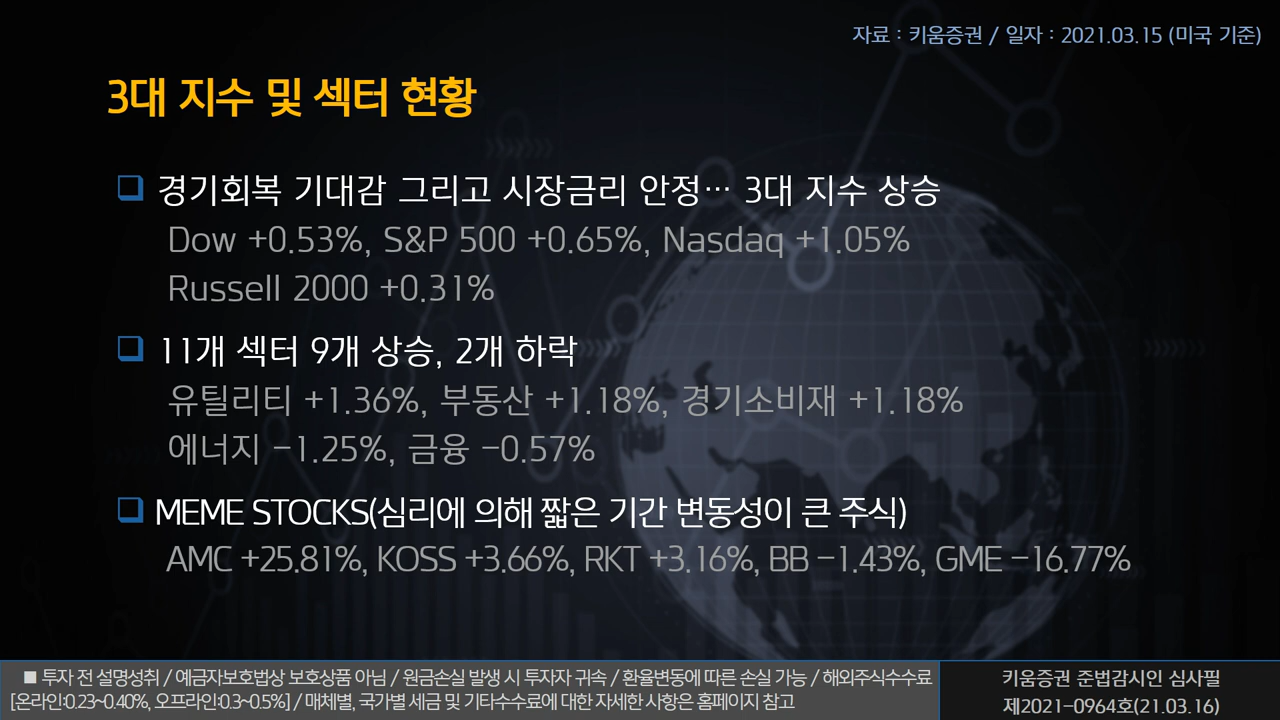 자료 : 키움증권 / 일자 : 2021.03.15 (미국 기준)
3대 지수 및 섹터 현황
❑ 경기회복 기대감 그리고 시장금리 안정… 3대 지수 상승
Dow +0.53%, S&P 500 +0.65%, Nasdaq +1.05%
Russell 2000 +0.31%
❑ 11개 섹터 9개 상승, 2개 하락
유틸리티 +1.36%, 부동산 +1.18%, 경기소비재 +1.18%
에너지 -1.25%, 금융 -0.57%
❑ MEME STOCKS(심리에 의해 짧은 기간 변동성이 큰 주식)
AMC +25.81%, KOSS +3.66%, RKT +3.16%, BB -1.43%, GME -16.77%
■ 투자 전 설명성취 / 예금자보호법상 보호상품 아님 / 원금손실 발생 시 투자자 귀속 / 환율변동에 따른 손실 가능 / 해외주식수수료
[온라인:0.23~0.40%, 오프라인:0.3~0.5%] / 매체별, 국가별 세금 및 기타수수료에 대한 자세한 사항은 홈페이지 참고
키움증권 준법감시인 심사필
제2021-0964호(21.03.16)